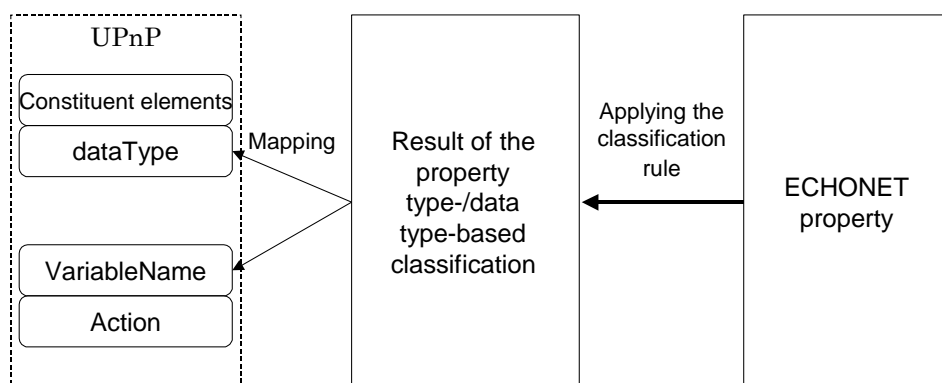 UPnP
Constituent elements
dataType
VariableName
Action
Mapping
Result of the
property
type-/data
type-based
classification
Applying the
classification
rule
ECHONET
property